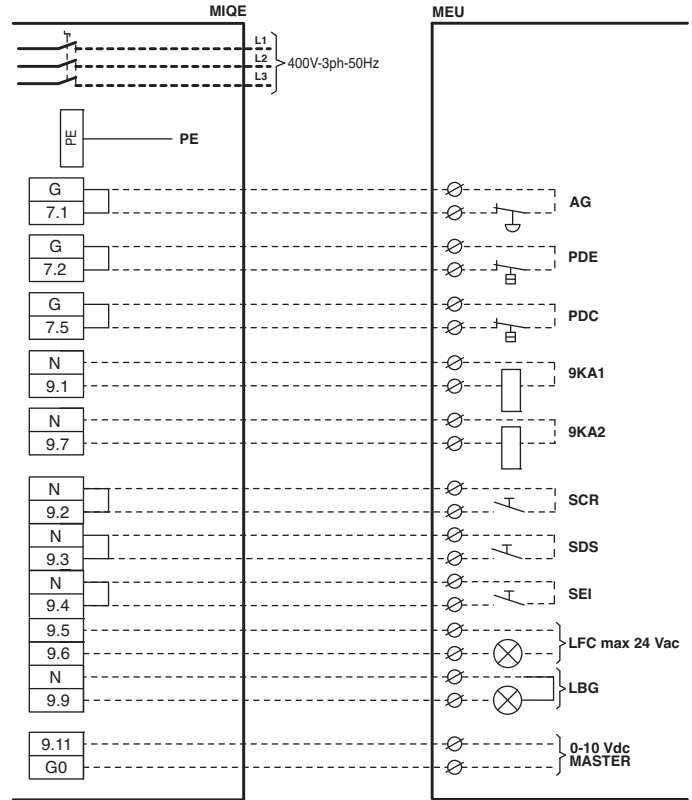 MIQE MEU
L1
L2
L3
400V-3ph-50Hz
PE PE
G
7.1
AG
G
7.2
PDE
G
7.5
PDC
N
9.1
9KA1
N
9.7
9KA2
N
9.2
SCR
N
9.3
SDS
N
9.4
SEI
9.5
9.6
LFC max 24 Vac
N
9.9
LBG
9.11
G0
0-10 Vdc
MASTER